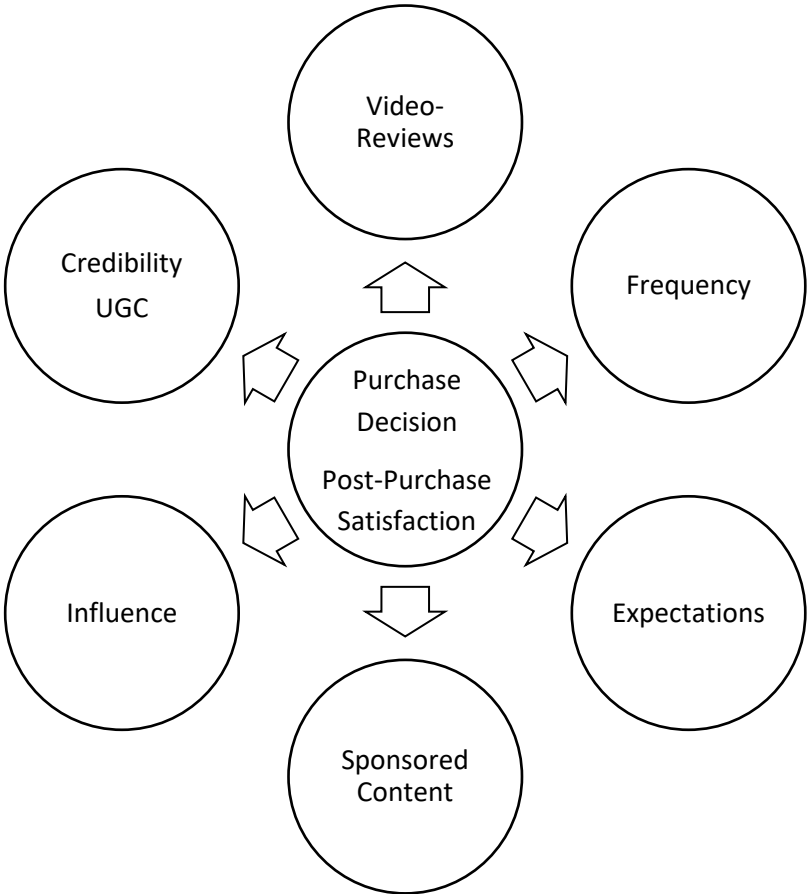 Video-
Reviews
Credibility
UGC
Frequency
Purchase
Decision
Post-Purchase
Satisfaction
Influence
Expectations
Sponsored
Content